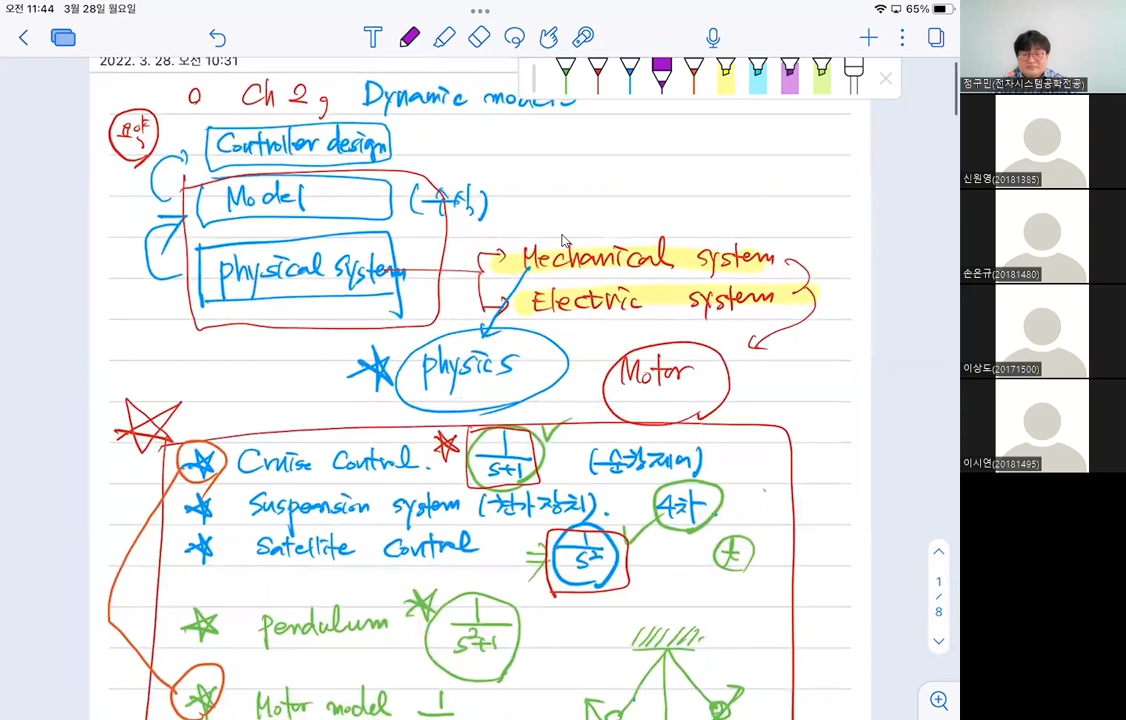 오전 11:44 3월 28일 월요일
65%
2022. 3. 28. 오전 10:31
o Ch 2, Dynamic models
요약
Controller design
Model
physical system
Mechanical system
Electric system
physics
Motor
Cruise Control. 1/(s+1) (순항제어)
Suspension system (현가장치). 4차
Satellite Control 1/s²
pendulum 1/(s²+1)
Motor model 1
1
/
8
정구민(전자시스템공학전공)
신원영(20181385)
손은규(20181480)
이상도(20171500)
이시연(20181495)